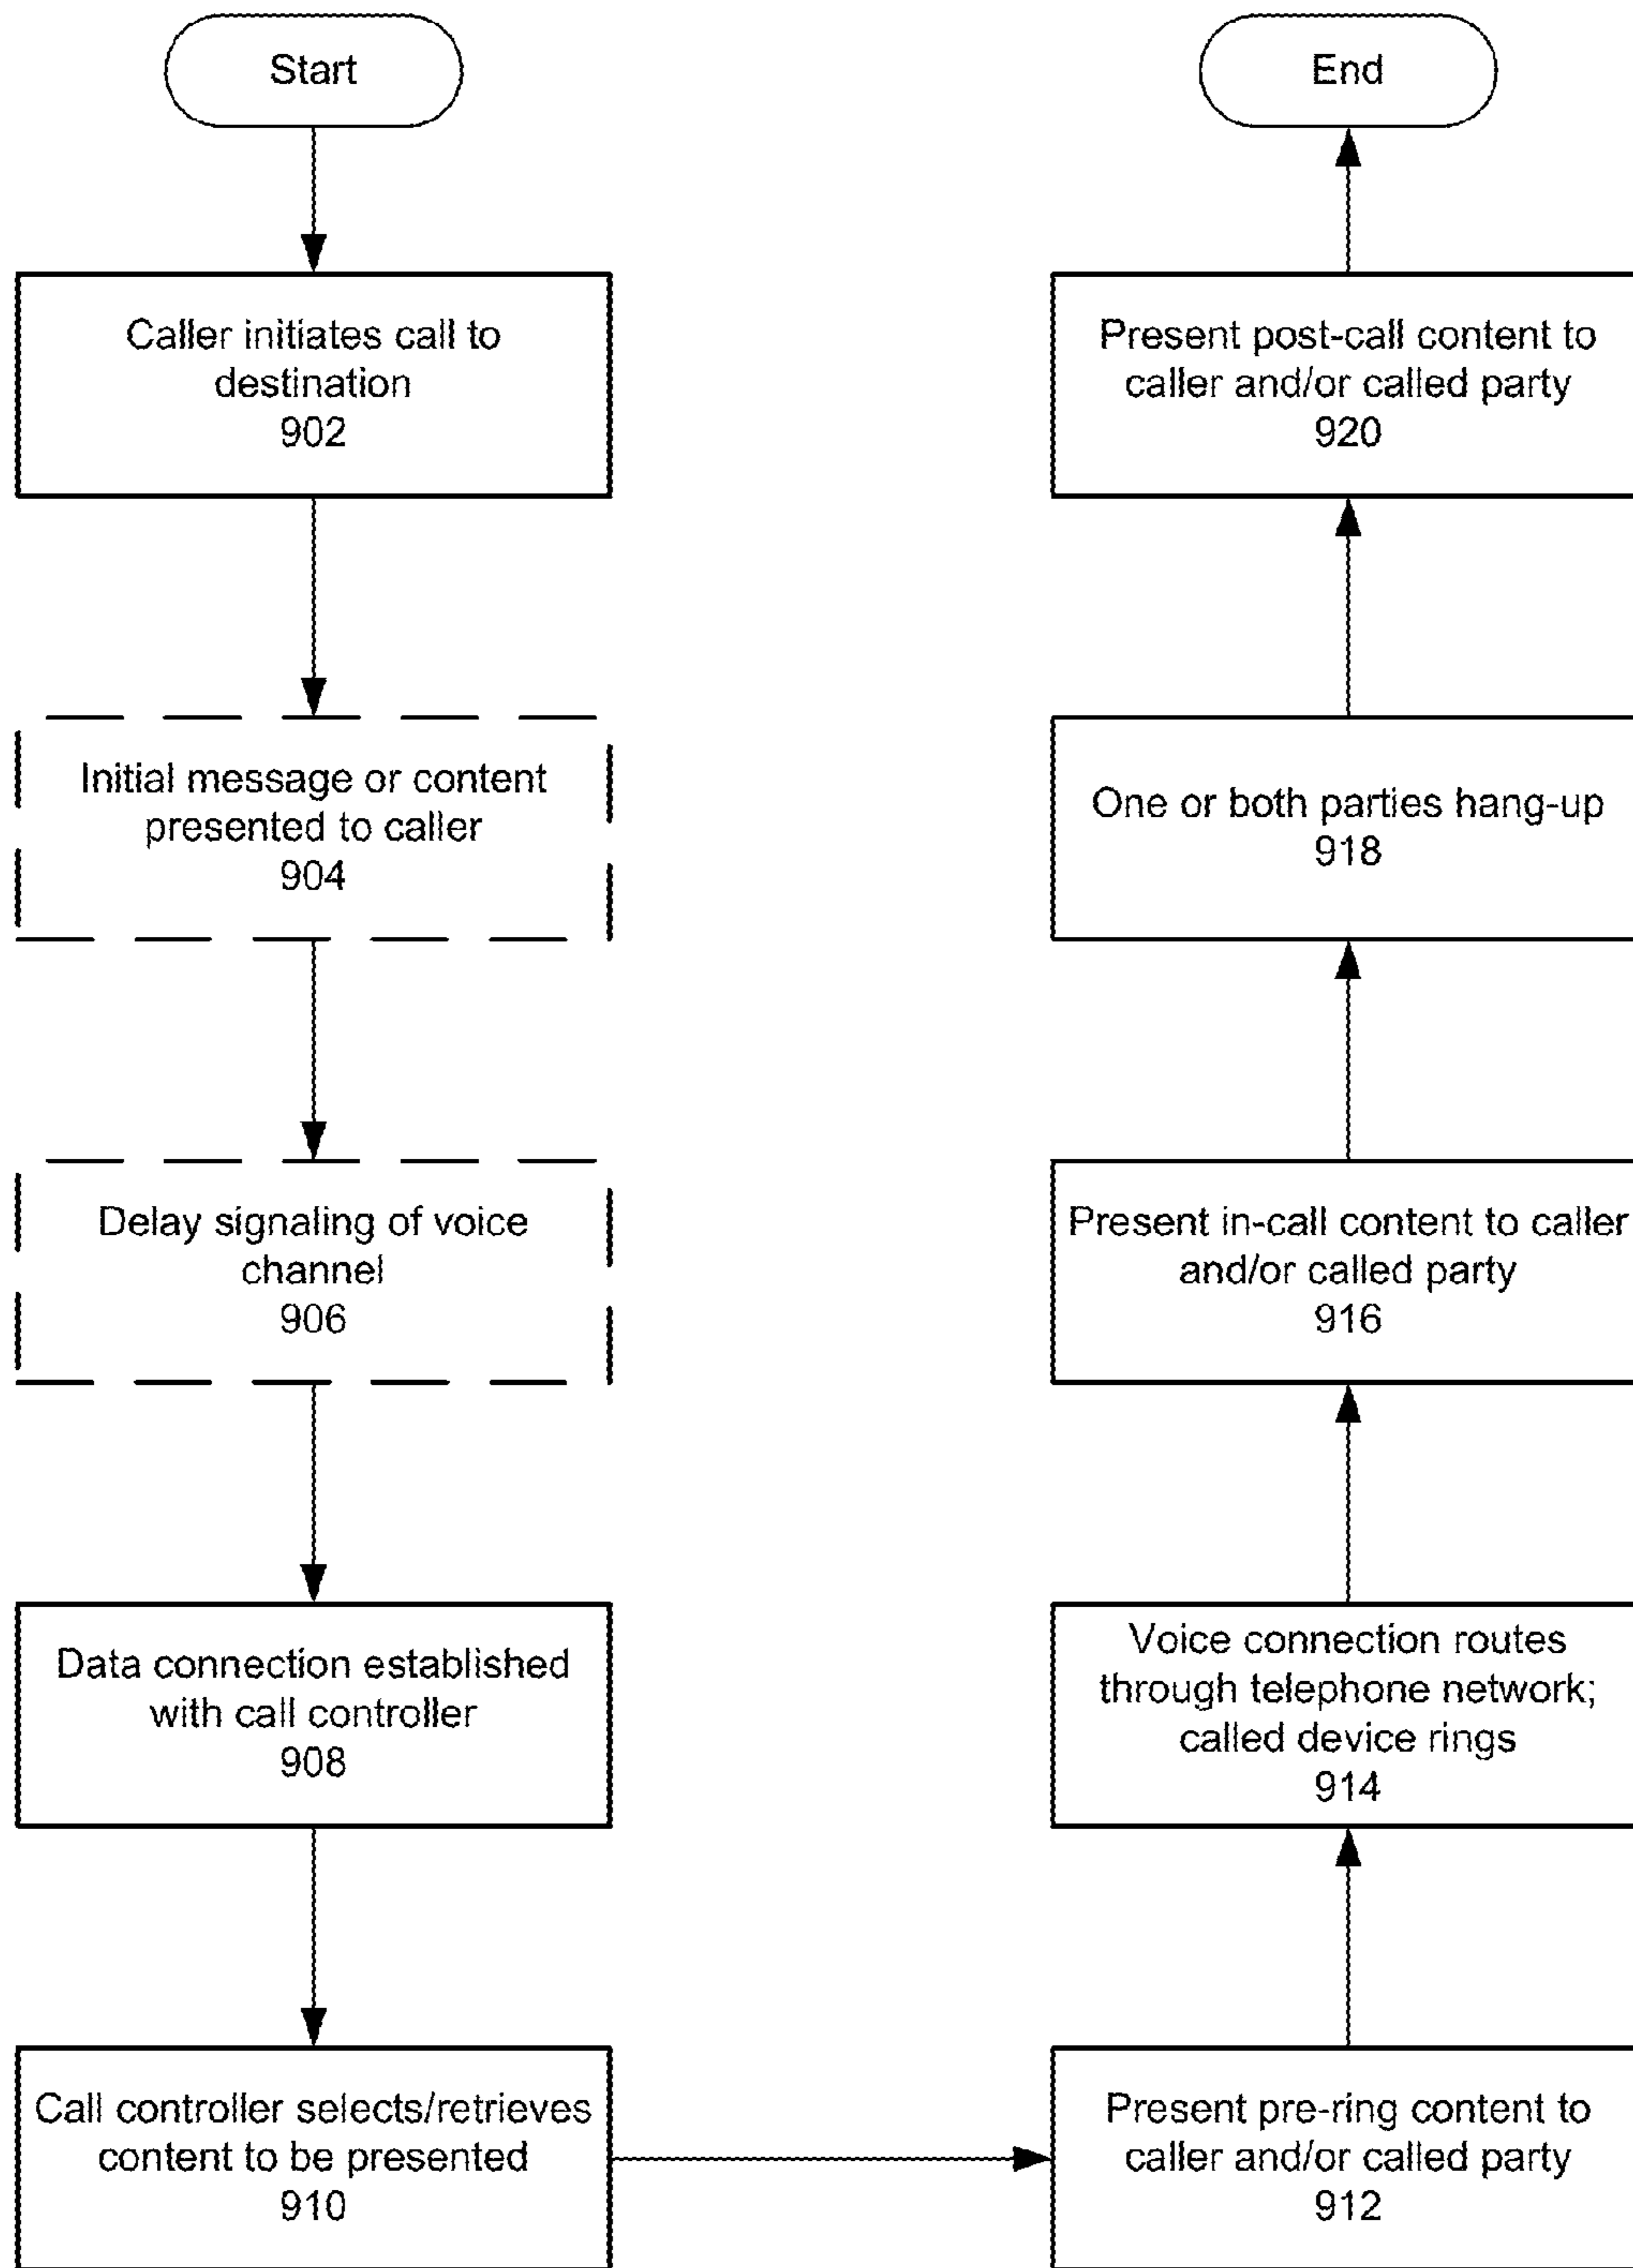 Start
Caller initiates call to
destination
902
Initial message or content
presented to caller
904
Delay signaling of voice
channel
906
Data connection established
with call controller
908
Call controller selects/retrieves
content to be presented
910
Present pre-ring content to
caller and/or called party
912
Voice connection routes
through telephone network;
called device rings
914
Present in-call content to caller
and/or called party
916
One or both parties hang-up
918
Present post-call content to
caller and/or called party
920
End